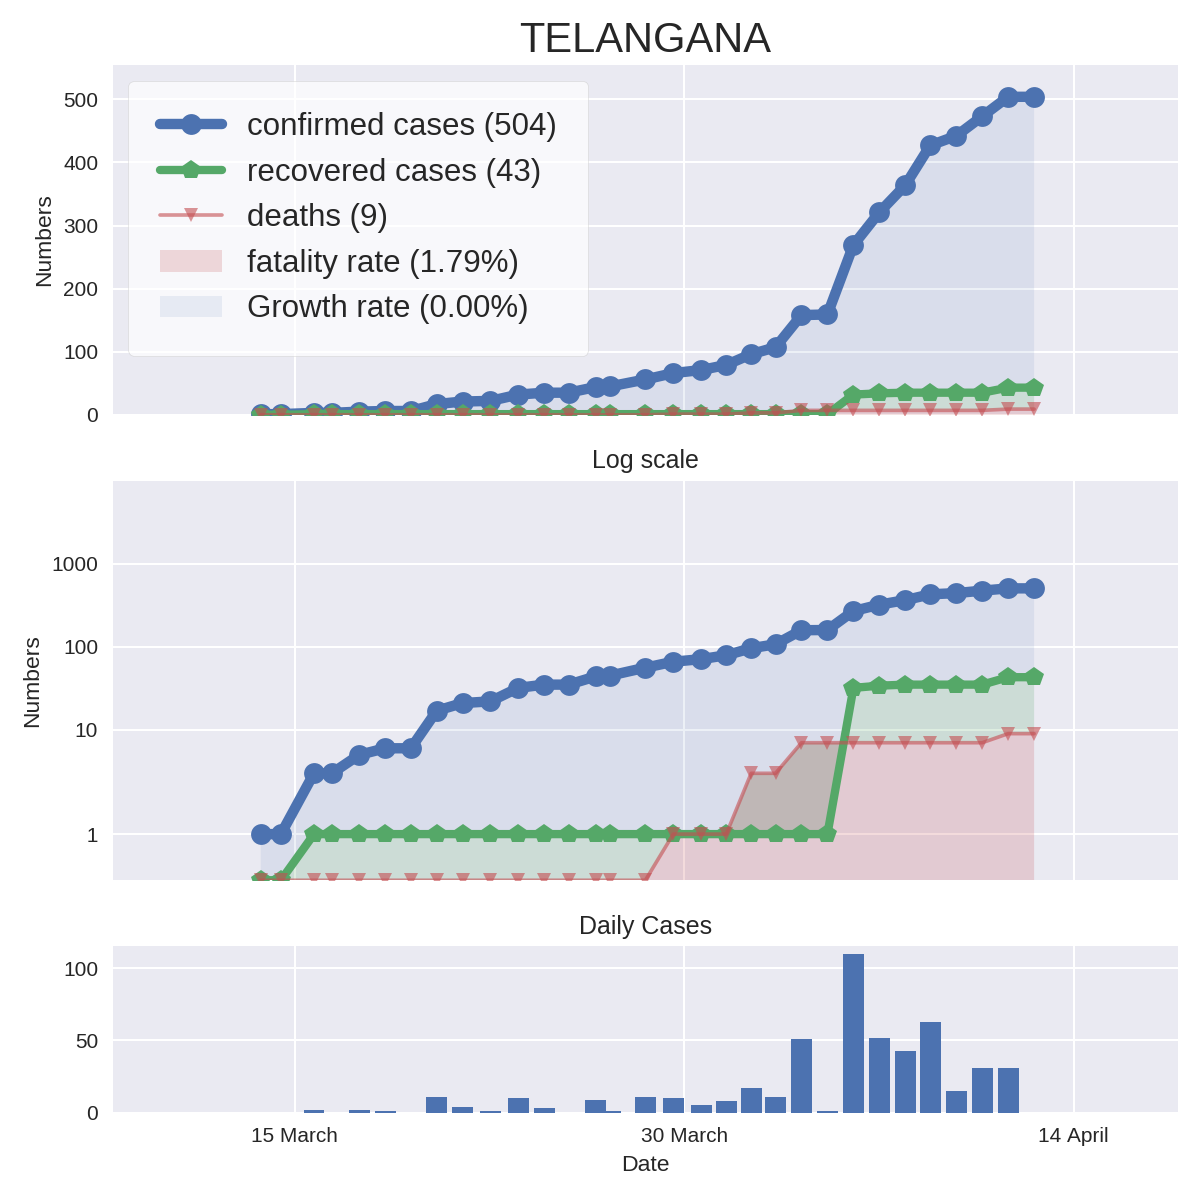 TELANGANA
500
400
300
200
100
0
Numbers
confirmed cases (504)
recovered cases (43)
deaths (9)
fatality rate (1.79%)
Growth rate (0.00%)
Log scale
1000
100
10
1
Numbers
Daily Cases
100
50
0
15 March
30 March
14 April
Date